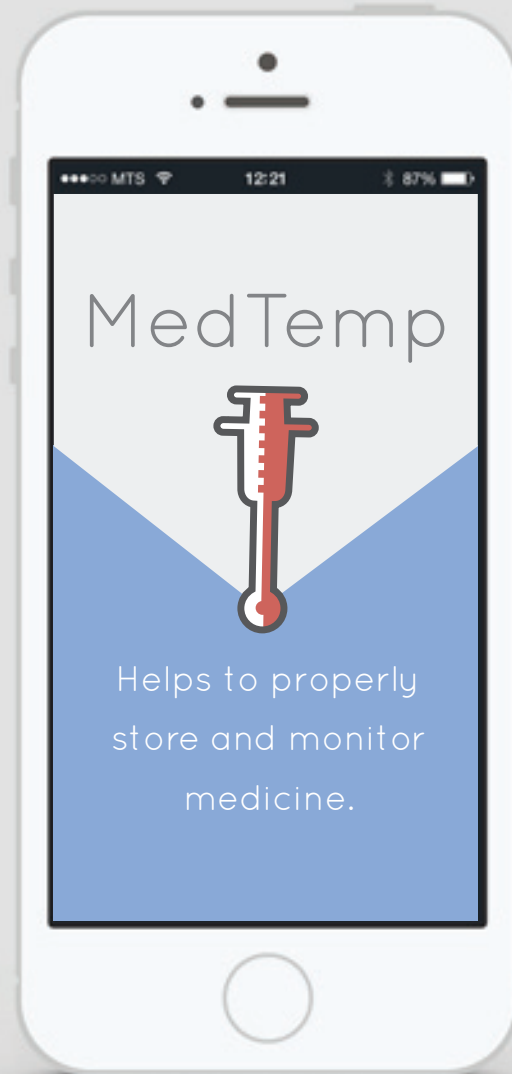 MTS 12:21 87%
MedTemp
Helps to properly
store and monitor
medicine.